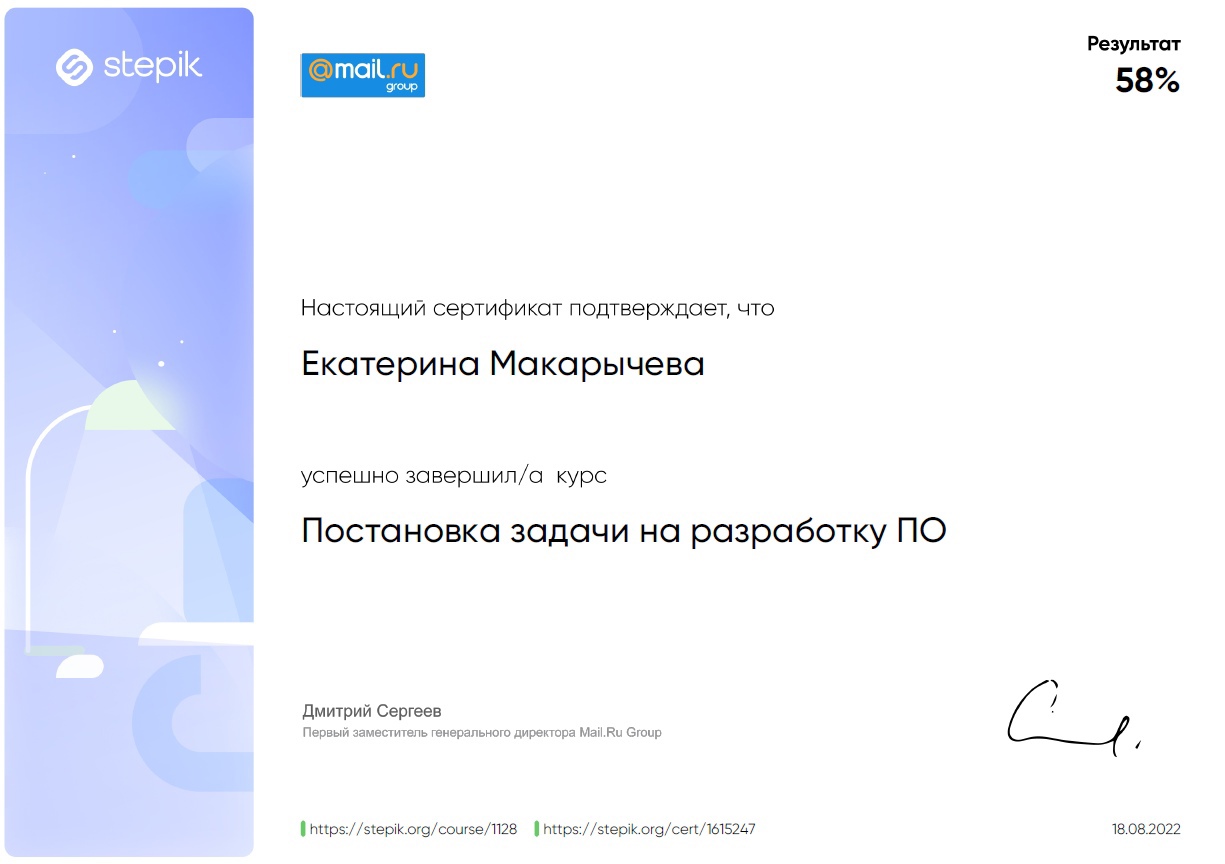 stepik
@mail.ru
group
Результат
58%
Настоящий сертификат подтверждает, что
Екатерина Макарычева
успешно завершил/а курс
Постановка задачи на разработку ПО
Дмитрий Сергеев
Первый заместитель генерального директора Mail.Ru Group
https://stepik.org/course/1128
https://stepik.org/cert/1615247
18.08.2022